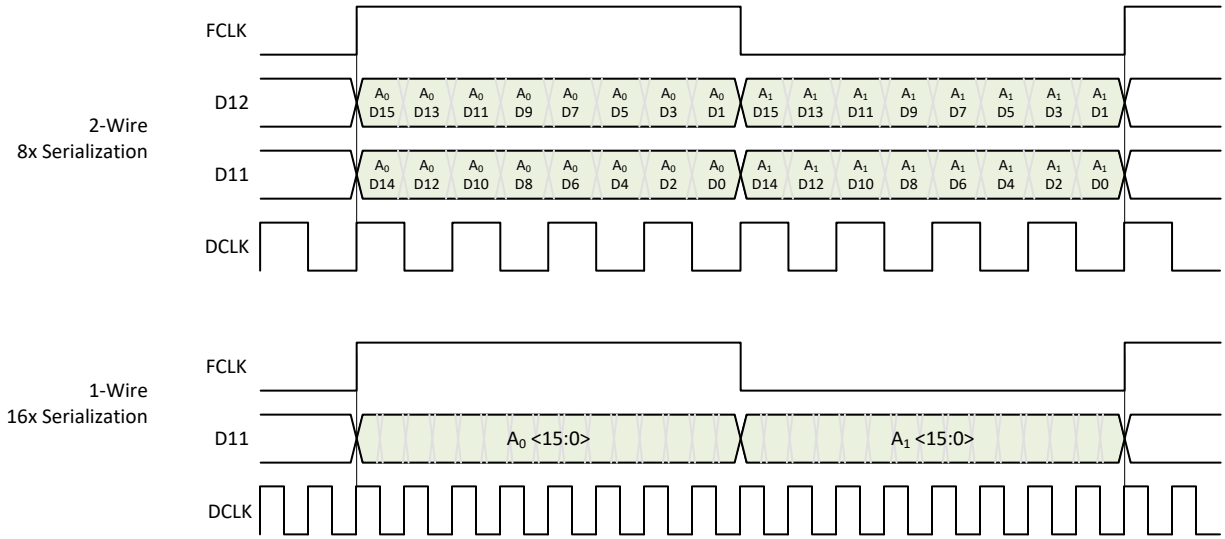 FCLK
D12
A₀ A₀ A₀ A₀ A₀ A₀ A₀ A₀ A₁ A₁ A₁ A₁ A₁ A₁ A₁ A₁
D15 D13 D11 D9 D7 D5 D3 D1 D15 D13 D11 D9 D7 D5 D3 D1
2-Wire
8x Serialization
D11
A₀ A₀ A₀ A₀ A₀ A₀ A₀ A₀ A₁ A₁ A₁ A₁ A₁ A₁ A₁ A₁
D14 D12 D10 D8 D6 D4 D2 D0 D14 D12 D10 D8 D6 D4 D2 D0
DCLK
FCLK
1-Wire
16x Serialization
D11
A₀ <15:0> A₁ <15:0>
DCLK